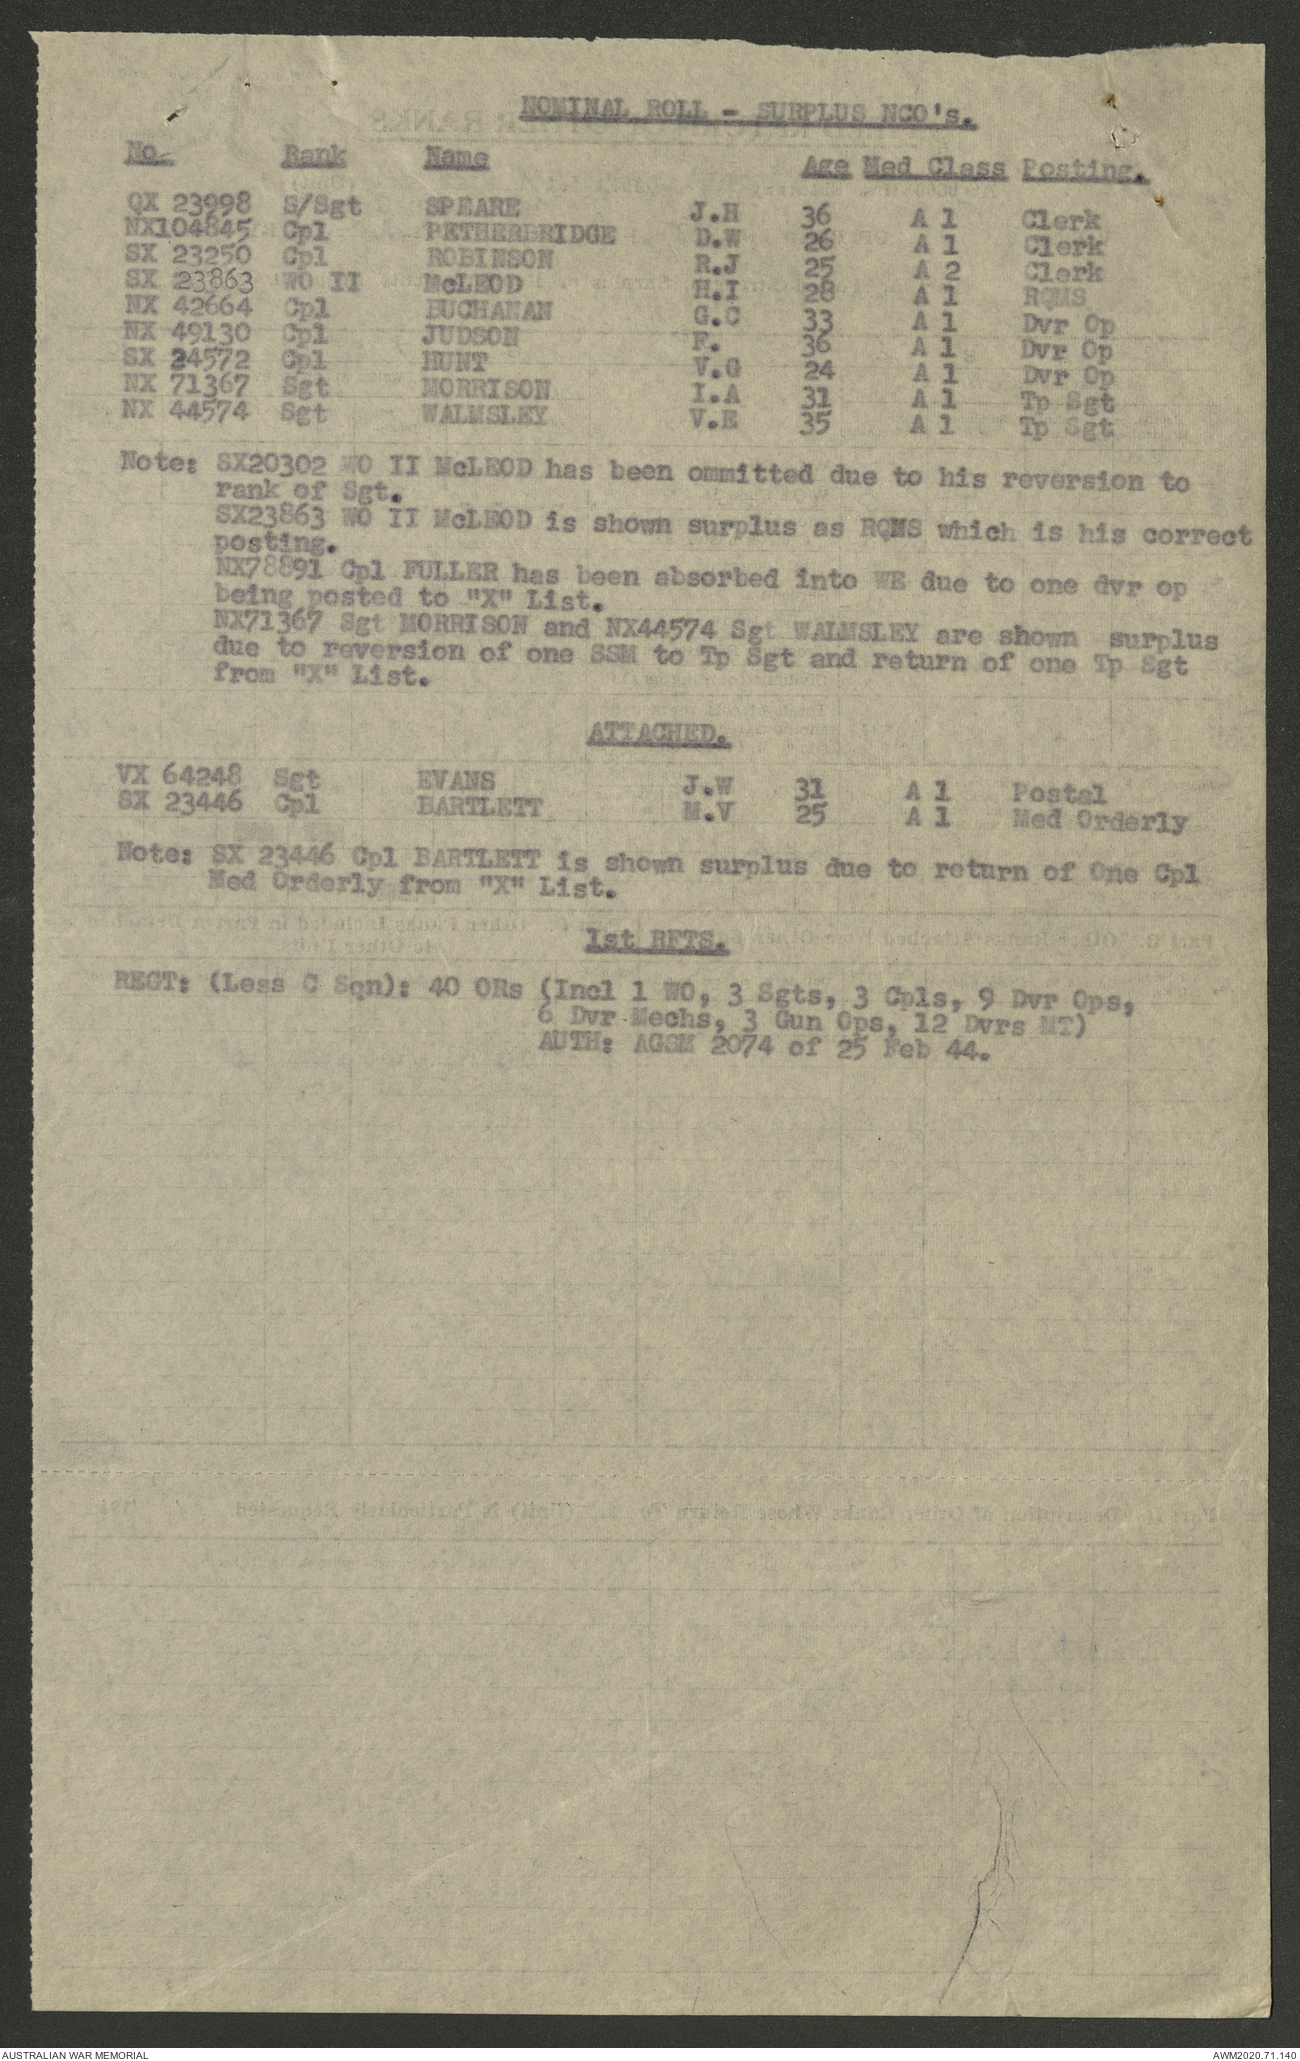 NOMINAL ROLL - SURPLUS NCO's.
No. Rank Name Age Med Class Posting.
QX 23998 S/Sgt SPEARE J.H 36 A 1 Clerk
NX104845 Cpl PETHERBRIDGE D.W 26 A 1 Clerk
SX 23250 Cpl ROBINSON R.J 25 A 2 Clerk
SX 23863 WO II McLEOD H.I 28 A 1 RQMS
NX 42664 Cpl BUCHANAN G.C 33 A 1 Dvr Op
NX 49130 Cpl JUDSON F. 36 A 1 Dvr Op
SX 24572 Cpl HUNT V.G 24 A 1 Dvr Op
NX 71367 Sgt MORRISON I.A 31 A 1 Tp Sgt
NX 44574 Sgt WALMSLEY V.E 35 A 1 Tp Sgt
Note: SX20302 WO II McLEOD has been ommitted due to his reversion to
rank of Sgt.
SX23863 WO II McLEOD is shown surplus as RQMS which is his correct
posting.
NX78891 Cpl FULLER has been absorbed into WE due to one dvr op
being posted to "X" List.
NX71367 Sgt MORRISON and NX44574 Sgt WALMSLEY are shown surplus
due to reversion of one SSM to Tp Sgt and return of one Tp Sgt
from "X" List.
ATTACHED.
VX 64248 Sgt EVANS J.W 31 A 1 Postal
SX 23446 Cpl BARTLETT M.V 25 A 1 Med Orderly
Note: SX 23446 Cpl BARTLETT is shown surplus due to return of One Cpl
Med Orderly from "X" List.
1st RFTS.
REGT: (Less C Sqn): 40 ORs (Incl 1 WO, 3 Sgts, 3 Cpls, 9 Dvr Ops,
6 Dvr Mechs, 3 Gun Ops, 12 Dvrs MT)
AUTH: AGSM 2074 of 25 Feb 44.
AUSTRALIAN WAR MEMORIAL AWM2020.71.140